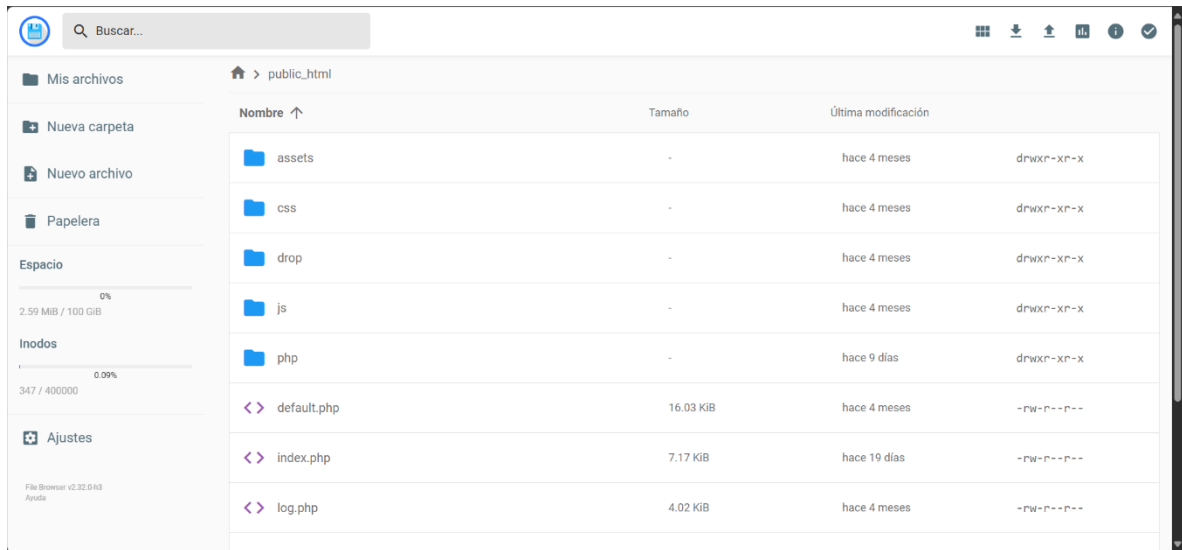 Buscar...
Mis archivos
Nueva carpeta
Nuevo archivo
Papelera
Espacio
0%
2.59 MiB / 100 GiB
Inodos
0.09%
347 / 400000
Ajustes
File Browser v2.32.0-h3
Ayuda
public_html
Nombre Tamaño Última modificación
assets - hace 4 meses drwxr-xr-x
css - hace 4 meses drwxr-xr-x
drop - hace 4 meses drwxr-xr-x
js - hace 4 meses drwxr-xr-x
php - hace 9 días drwxr-xr-x
default.php 16.03 KiB hace 4 meses -rw-r--r--
index.php 7.17 KiB hace 19 días -rw-r--r--
log.php 4.02 KiB hace 4 meses -rw-r--r--